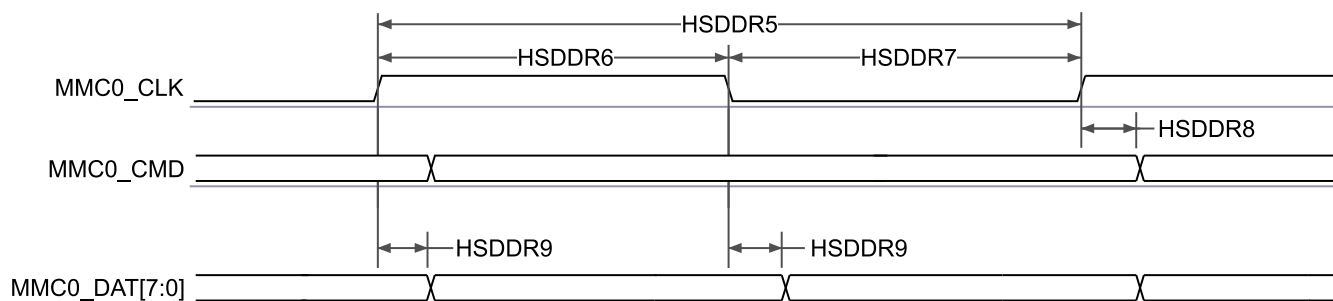 HSDDR5
HSDDR6
HSDDR7
MMC0_CLK
HSDDR8
MMC0_CMD
HSDDR9
HSDDR9
MMC0_DAT[7:0]